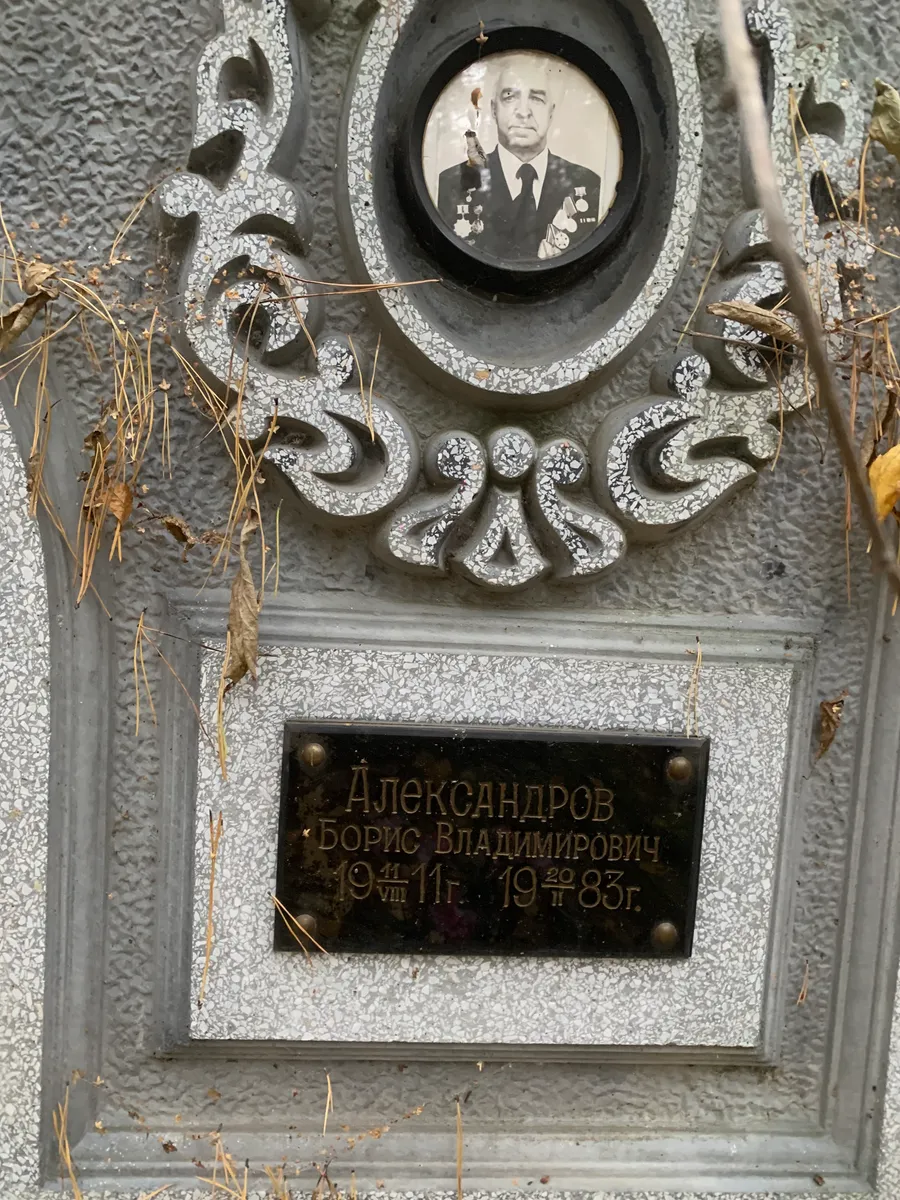 Александров
Борис Владимирович
19 11/VIII 11г. 19 20/II 83г.